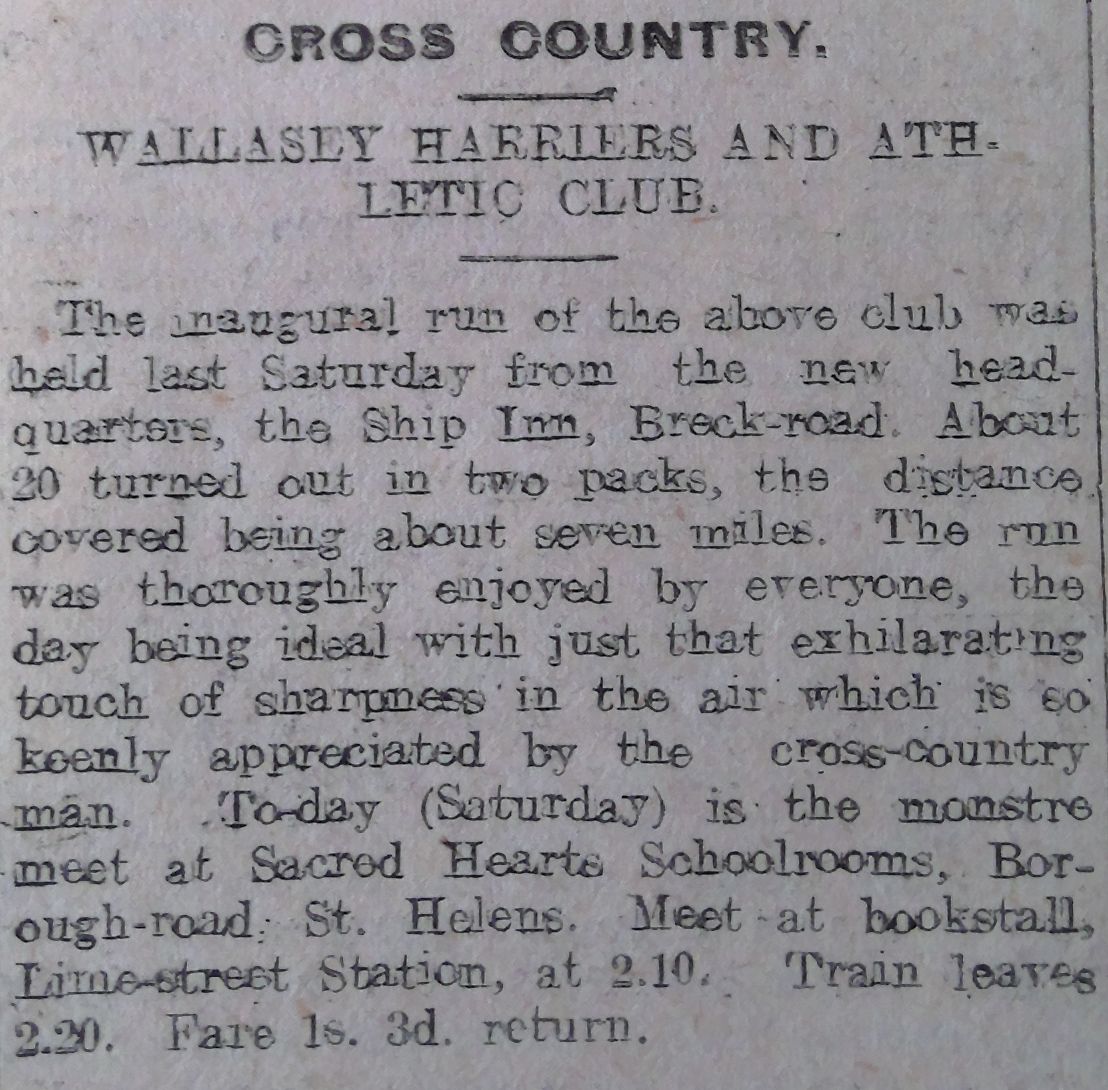 CROSS COUNTRY.
WALLASEY HARRIERS AND ATH-
LETIC CLUB.
The inaugural run of the above club was
held last Saturday from the new head-
quarters, the Ship Inn, Breck-road. About
20 turned out in two packs, the distance
covered being about seven miles. The run
was thoroughly enjoyed by everyone, the
day being ideal with just that exhilarating
touch of sharpness in the air which is so
keenly appreciated by the cross-country
man. To-day (Saturday) is the monstre
meet at Sacred Hearts Schoolrooms, Bor-
ough-road, St. Helens. Meet at bookstall,
Lime-street Station, at 2.10. Train leaves
2.20. Fare 1s. 3d. return.